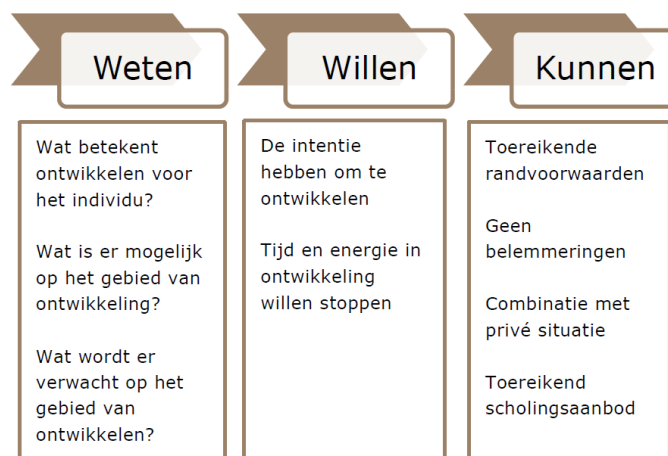 Weten
Wat betekent
ontwikkelen voor
het individu?
Wat is er mogelijk
op het gebied van
ontwikkeling?
Wat wordt er
verwacht op het
gebied van
ontwikkelen?
Willen
De intentie
hebben om te
ontwikkelen
Tijd en energie in
ontwikkeling
willen stoppen
Kunnen
Toereikende
randvoorwaarden
Geen
belemmeringen
Combinatie met
privé situatie
Toereikend
scholingsaanbod